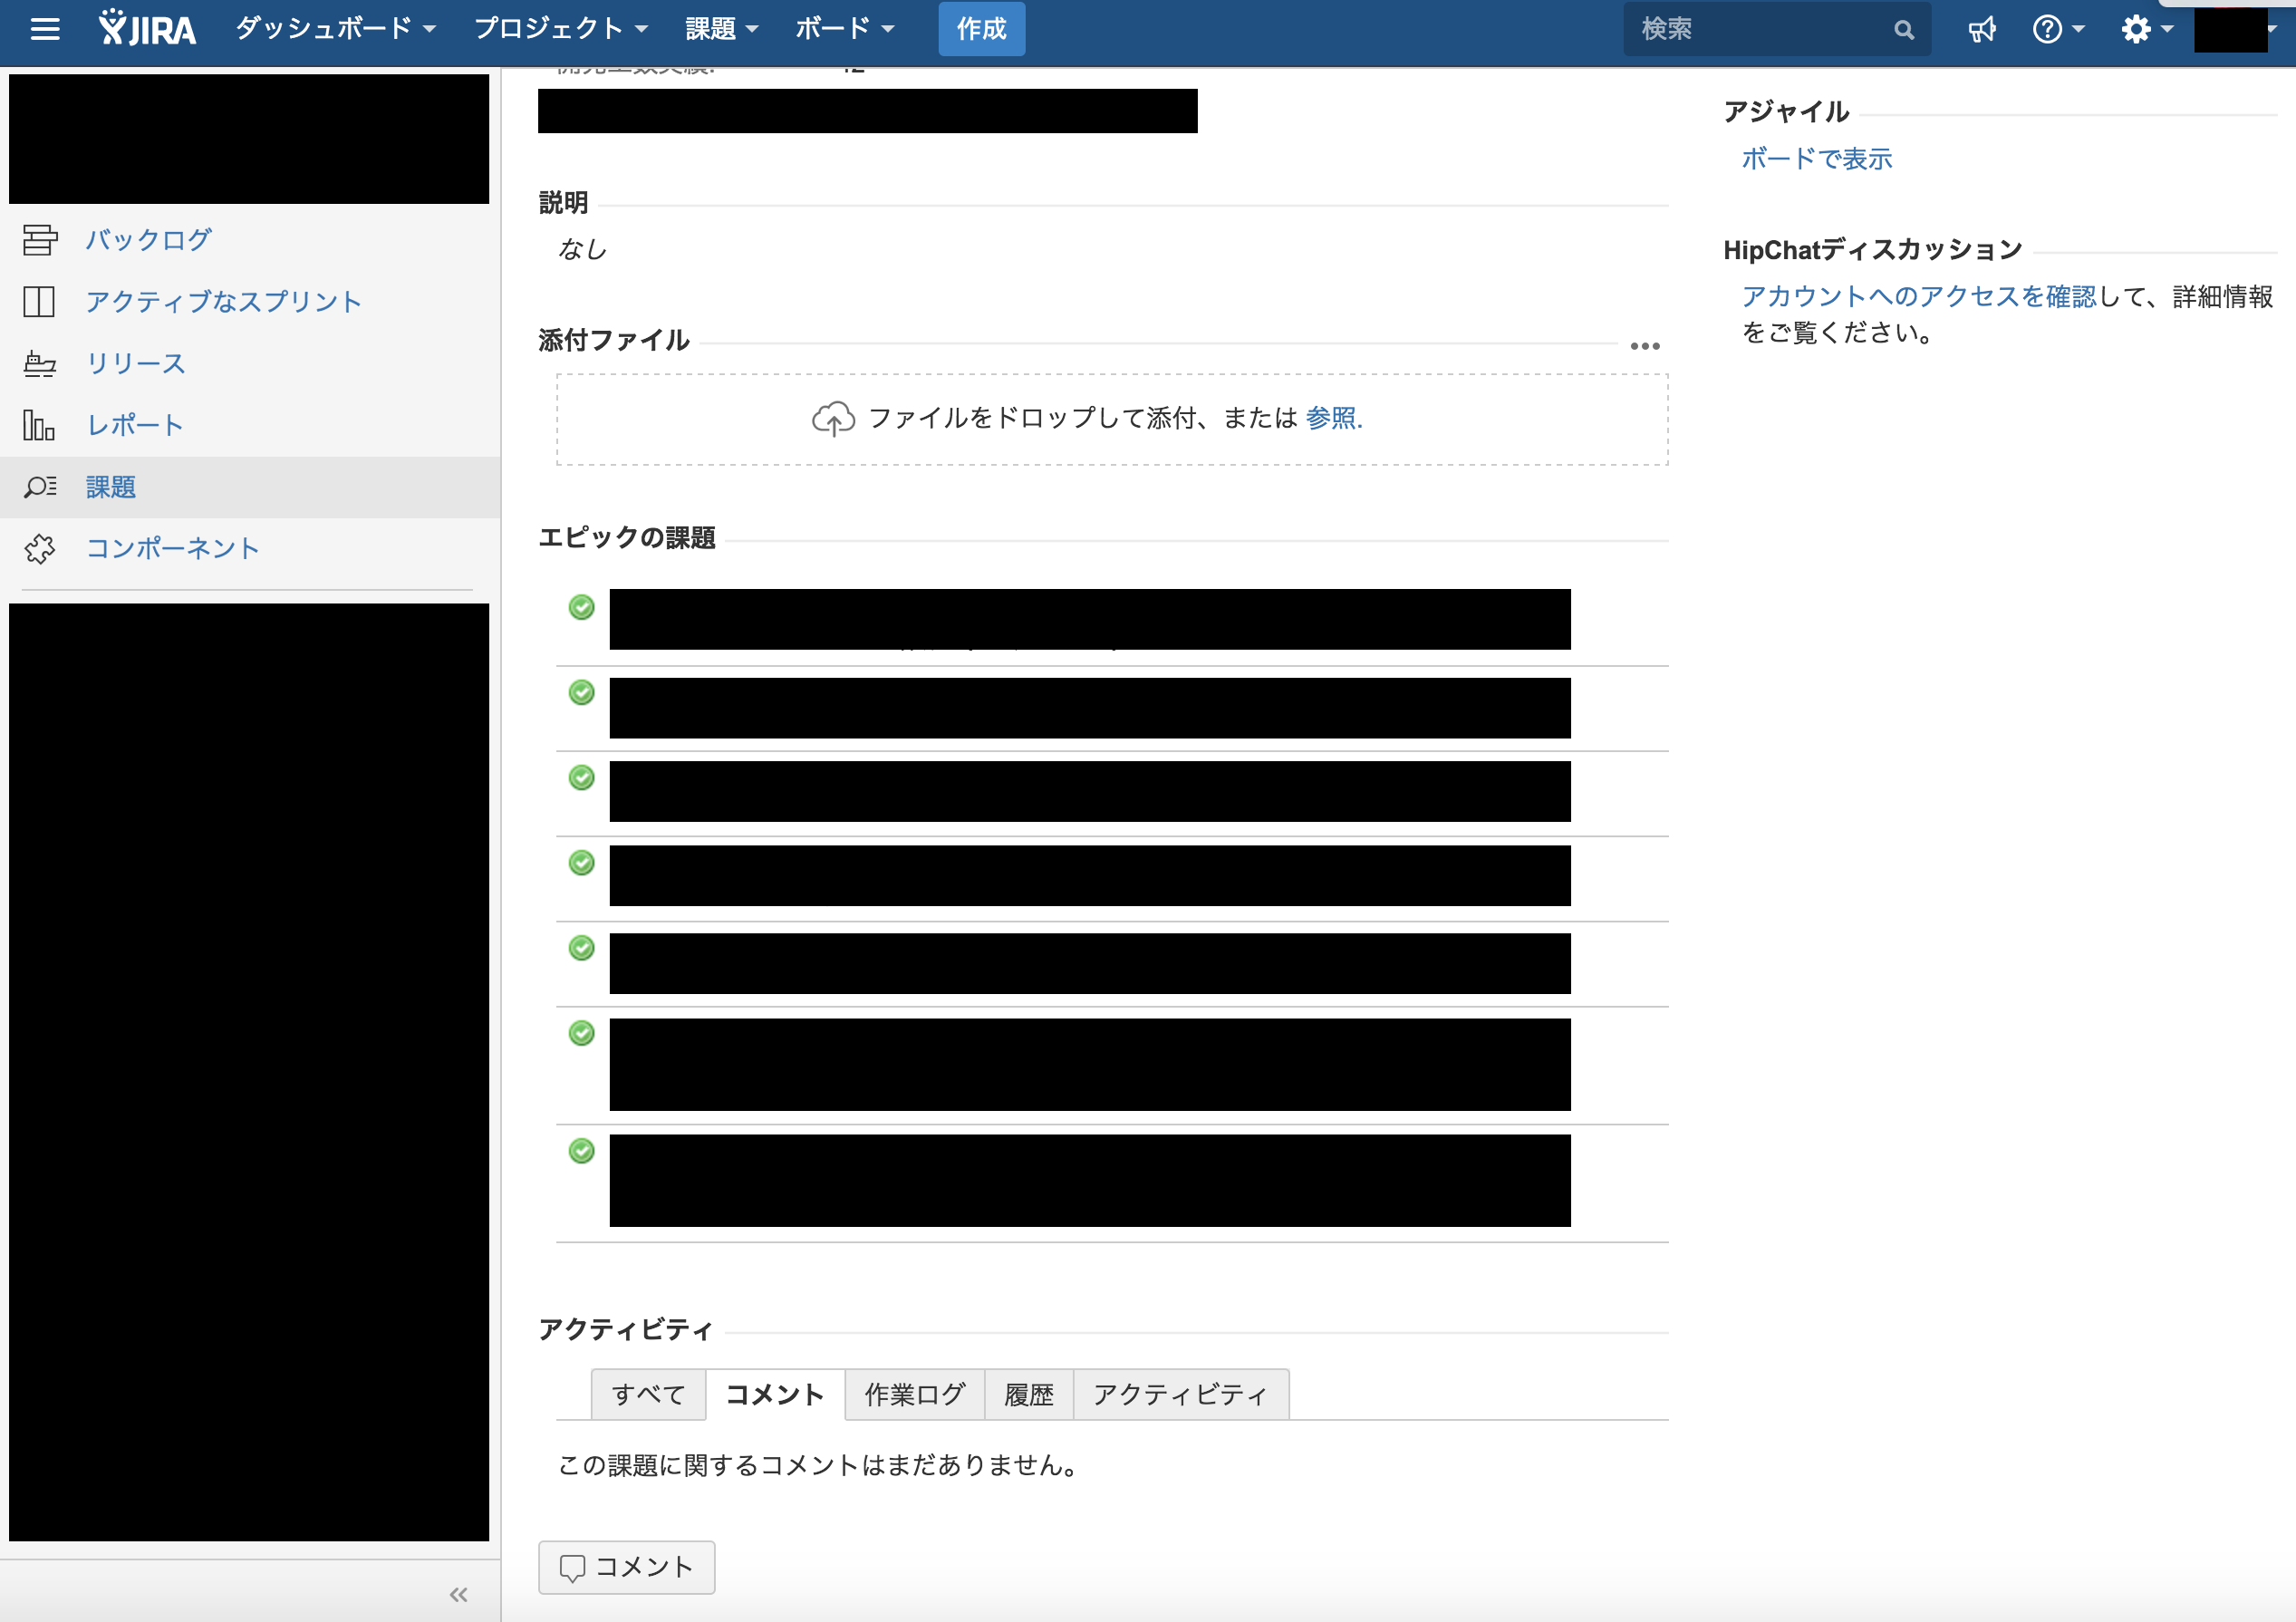 JIRA ダッシュボード プロジェクト 課題 ボード 作成 検索
バックログ
アクティブなスプリント
リリース
レポート
課題
コンポーネント
説明
なし
添付ファイル
ファイルをドロップして添付、または 参照.
エピックの課題
アクティビティ
すべて コメント 作業ログ 履歴 アクティビティ
この課題に関するコメントはまだありません。
コメント
アジャイル
ボードで表示
HipChatディスカッション
アカウントへのアクセスを確認して、詳細情報
をご覧ください。